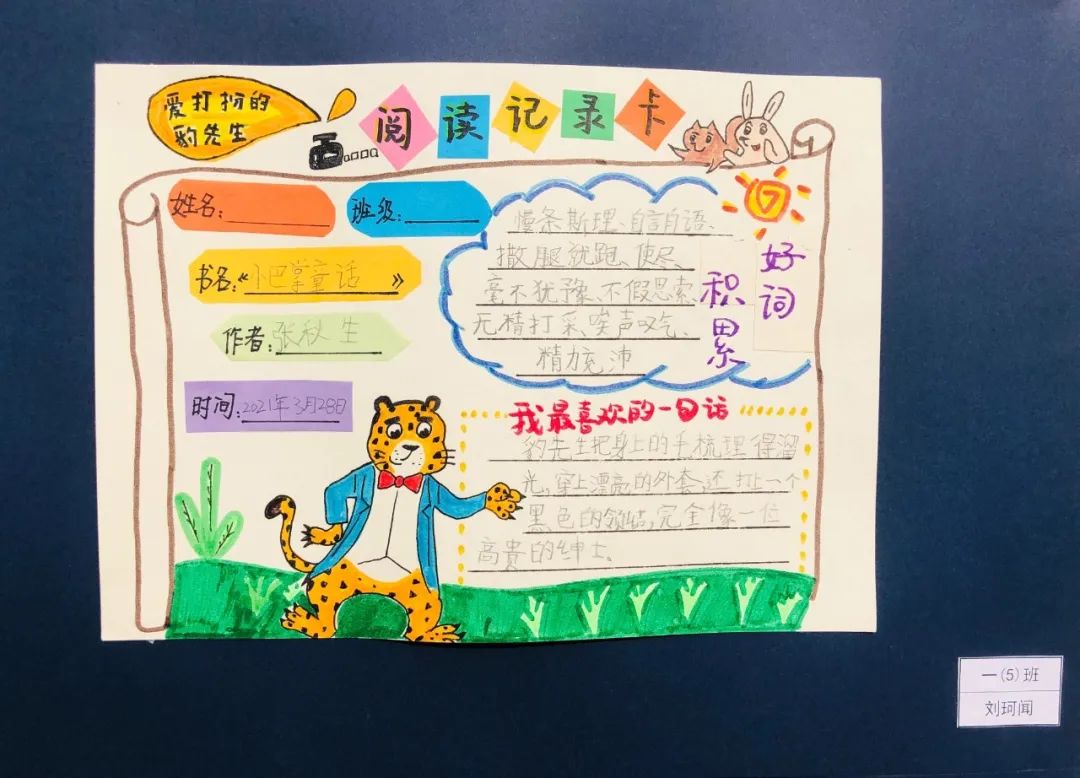 爱打扮的
豹先生
阅读记录卡
姓名:
班级:
书名:《小巴掌童话》
作者:张秋生
时间:2021年3月28日
慢条斯理、自言自语、
撒腿就跑、使尽
毫不犹豫、不假思索、
无精打采、唉声叹气、
精力充沛
好词
积累
我最喜欢的一句话
豹先生把身上的毛梳理得溜
光,穿上漂亮的外套,还打上一个
黑色的领结,完全像一位
高贵的绅士。
一(5)班
刘珂闻